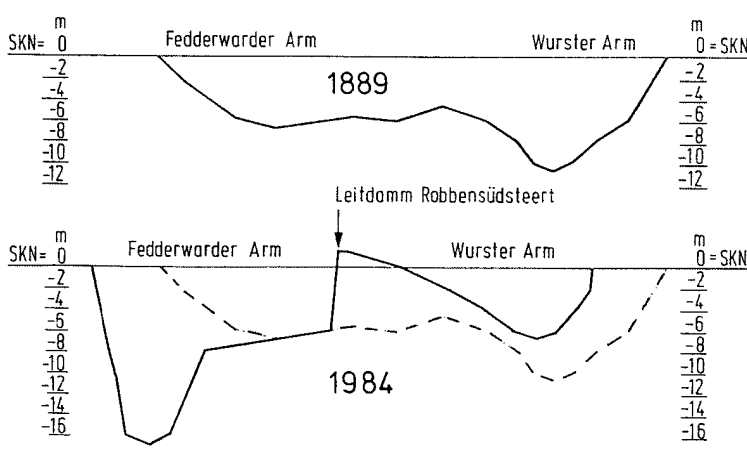 m
SKN= 0
-2
-4
-6
-8
-10
-12
Fedderwarder Arm
Wurster Arm
1889
m
0 = SKN
-2
-4
-6
-8
-10
-12
Leitdamm Robbensüdsteert
m
SKN= 0
-2
-4
-6
-8
-10
-12
-14
-16
Fedderwarder Arm
Wurster Arm
1984
m
0 = SKN
-2
-4
-6
-8
-10
-12
-14
-16